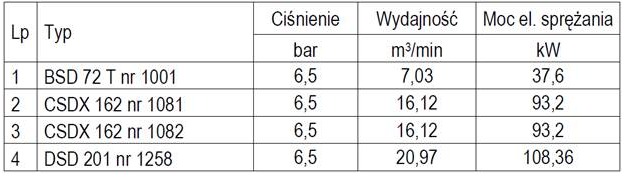 Lp Typ Ciśnienie Wydajność Moc el. sprężania
bar m³/min kW
1 BSD 72 T nr 1001 6,5 7,03 37,6
2 CSDX 162 nr 1081 6,5 16,12 93,2
3 CSDX 162 nr 1082 6,5 16,12 93,2
4 DSD 201 nr 1258 6,5 20,97 108,36